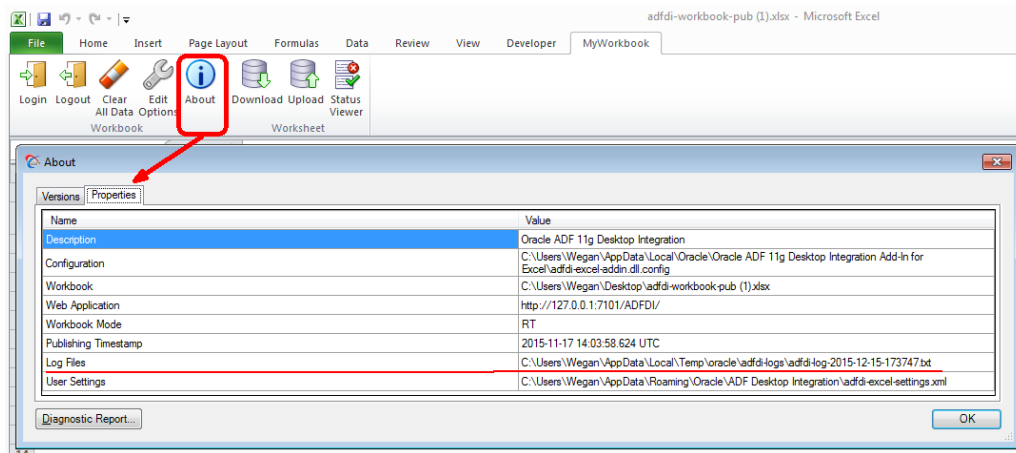 adfdi-workbook-pub (1).xlsx - Microsoft Excel
File Home Insert Page Layout Formulas Data Review View Developer MyWorkbook
Login Logout Clear All Data Edit Options About Download Upload Status Viewer
Workbook Worksheet
About
Versions Properties
Name Value
Description Oracle ADF 11g Desktop Integration
Configuration C:\Users\Wegan\AppData\Local\Oracle\Oracle ADF 11g Desktop Integration Add-In for
Excel\adfdi-excel-addin.dll.config
Workbook C:\Users\Wegan\Desktop\adfdi-workbook-pub (1).xlsx
Web Application http://127.0.0.1:7101/ADFDI/
Workbook Mode RT
Publishing Timestamp 2015-11-17 14:03:58.624 UTC
Log Files C:\Users\Wegan\AppData\Local\Temp\oracle\adfdi-logs\adfdi-log-2015-12-15-173747.txt
User Settings C:\Users\Wegan\AppData\Roaming\Oracle\ADF Desktop Integration\adfdi-excel-settings.xml
Diagnostic Report... OK